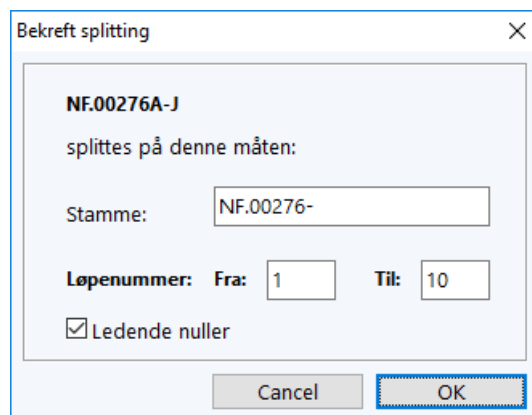 Bekreft splitting
NF.00276A-J
splittes på denne måten:
Stamme: NF.00276-
Løpenummer: Fra: 1 Til: 10
Ledende nuller
Cancel OK